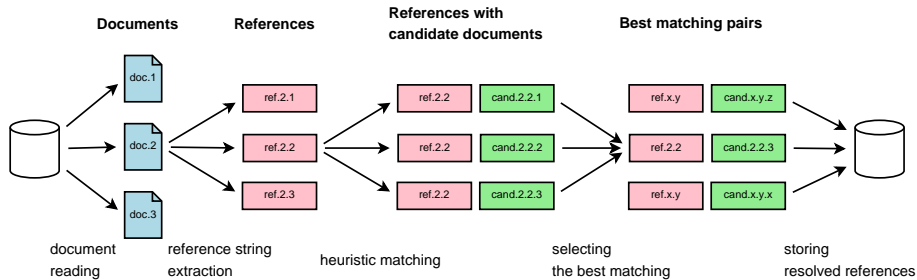 Documents
References
References with
candidate documents
Best matching pairs
doc.1
doc.2
doc.3
ref.2.1
ref.2.2
ref.2.3
ref.2.2 cand.2.2.1
ref.2.2 cand.2.2.2
ref.2.2 cand.2.2.3
ref.x.y cand.x.y.z
ref.2.2 cand.2.2.3
ref.x.y cand.x.y.x
document
reading
reference string
extraction
heuristic matching
selecting
the best matching
storing
resolved references